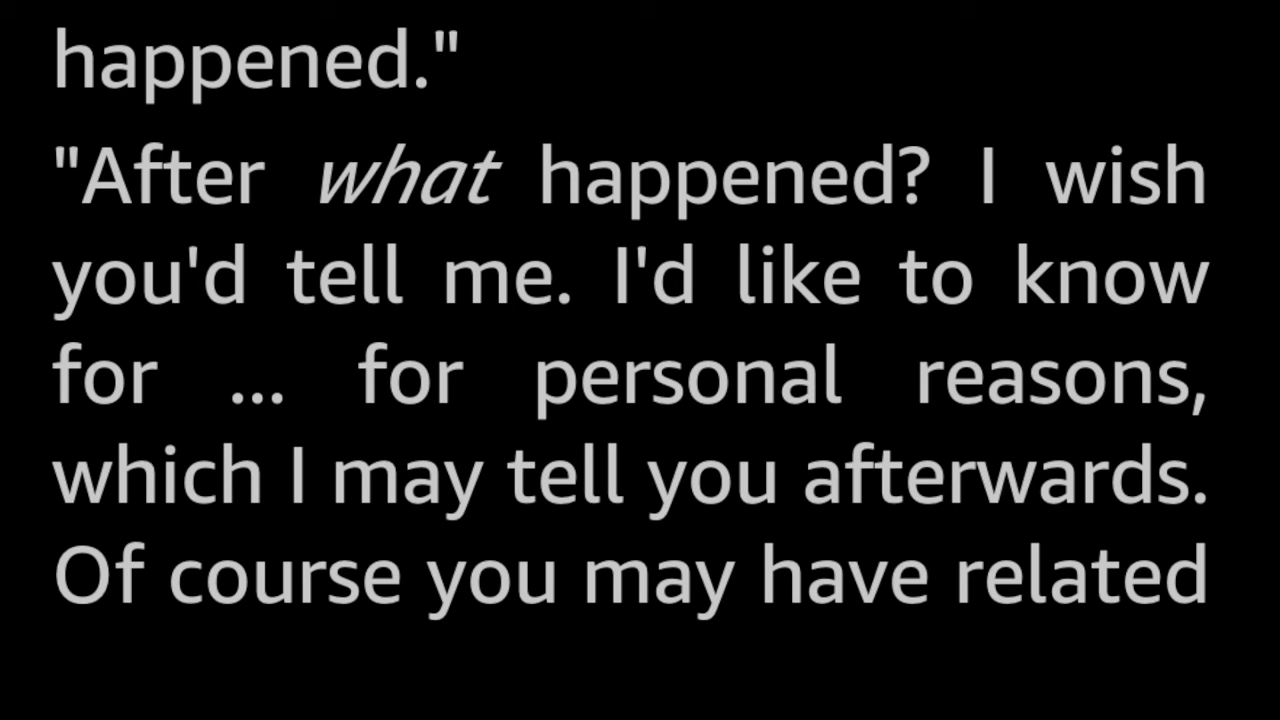 happened."
"After what happened? I wish
you'd tell me. I'd like to know
for ... for personal reasons,
which I may tell you afterwards.
Of course you may have related